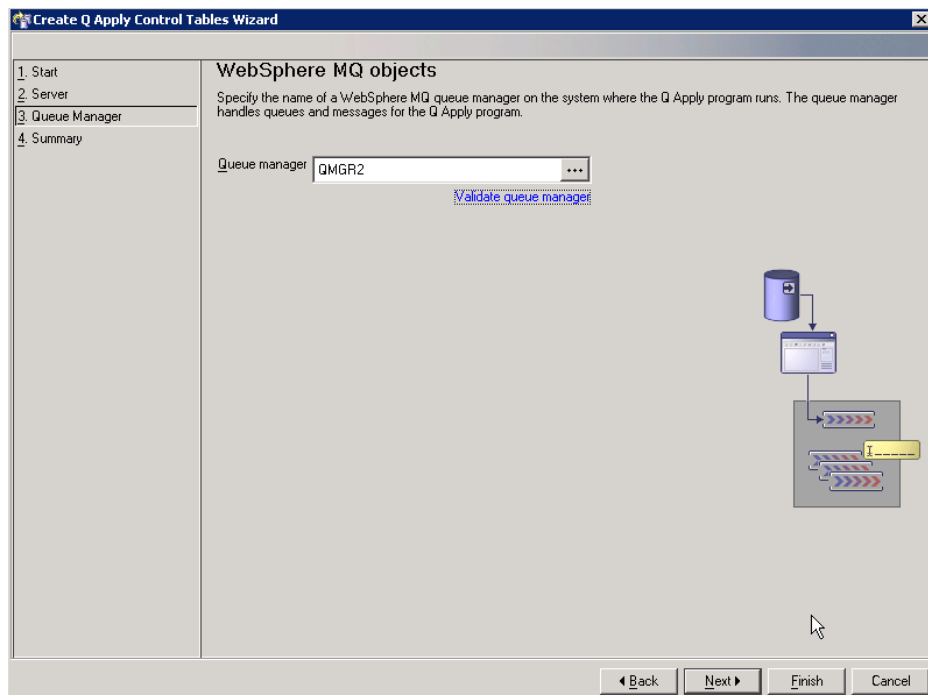 Create Q Apply Control Tables Wizard
1. Start
2. Server
3. Queue Manager
4. Summary
WebSphere MQ objects
Specify the name of a WebSphere MQ queue manager on the system where the Q Apply program runs. The queue manager
handles queues and messages for the Q Apply program.
Queue manager
QMGR2
...
Validate queue manager
Back
Next
Finish
Cancel